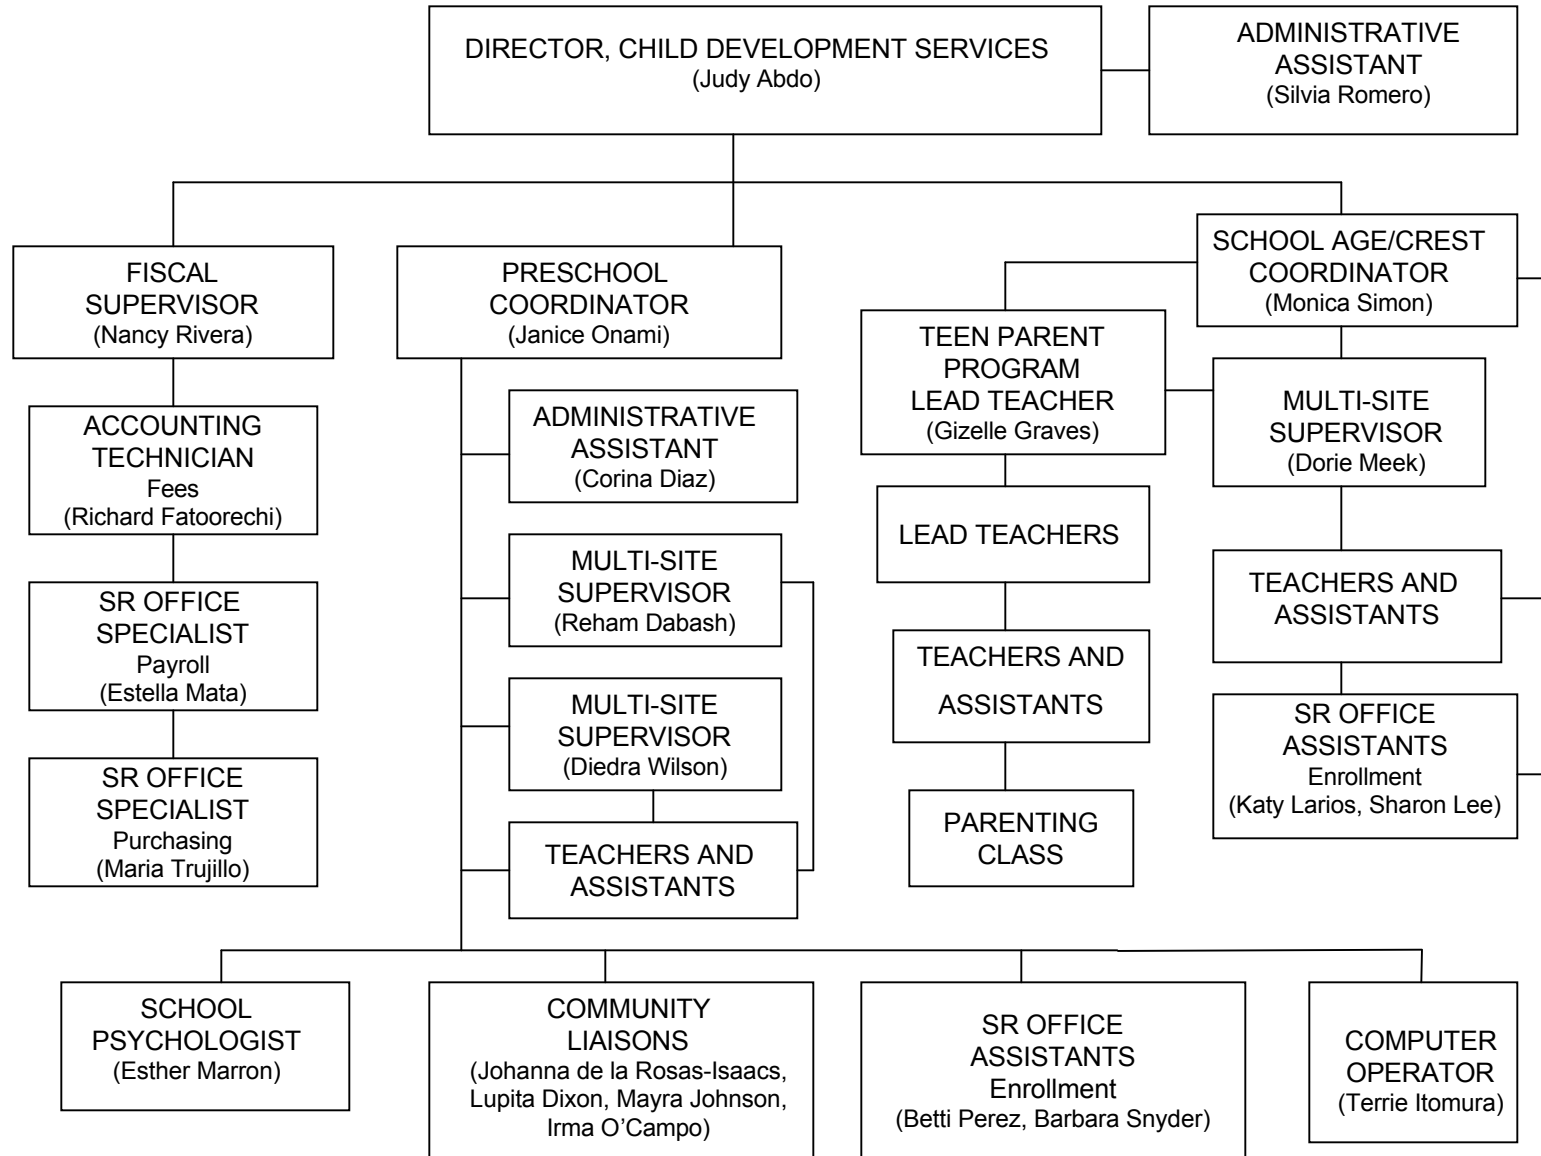 DIRECTOR, CHILD DEVELOPMENT SERVICES
(Judy Abdo)
ADMINISTRATIVE
ASSISTANT
(Silvia Romero)
FISCAL
SUPERVISOR
(Nancy Rivera)
PRESCHOOL
COORDINATOR
(Janice Onami)
SCHOOL AGE/CREST
COORDINATOR
(Monica Simon)
ACCOUNTING
TECHNICIAN
Fees
(Richard Fatoorechi)
SR OFFICE
SPECIALIST
Payroll
(Estella Mata)
SR OFFICE
SPECIALIST
Purchasing
(Maria Trujillo)
ADMINISTRATIVE
ASSISTANT
(Corina Diaz)
MULTI-SITE
SUPERVISOR
(Reham Dabash)
MULTI-SITE
SUPERVISOR
(Diedra Wilson)
TEACHERS AND
ASSISTANTS
TEEN PARENT
PROGRAM
LEAD TEACHER
(Gizelle Graves)
LEAD TEACHERS
TEACHERS AND
ASSISTANTS
PARENTING
CLASS
MULTI-SITE
SUPERVISOR
(Dorie Meek)
TEACHERS AND
ASSISTANTS
SR OFFICE
ASSISTANTS
Enrollment
(Katy Larios, Sharon Lee)
SCHOOL
PSYCHOLOGIST
(Esther Marron)
COMMUNITY
LIAISONS
(Johanna de la Rosas-Isaacs,
Lupita Dixon, Mayra Johnson,
Irma O’Campo)
SR OFFICE
ASSISTANTS
Enrollment
(Betti Perez, Barbara Snyder)
COMPUTER
OPERATOR
(Terrie Itomura)